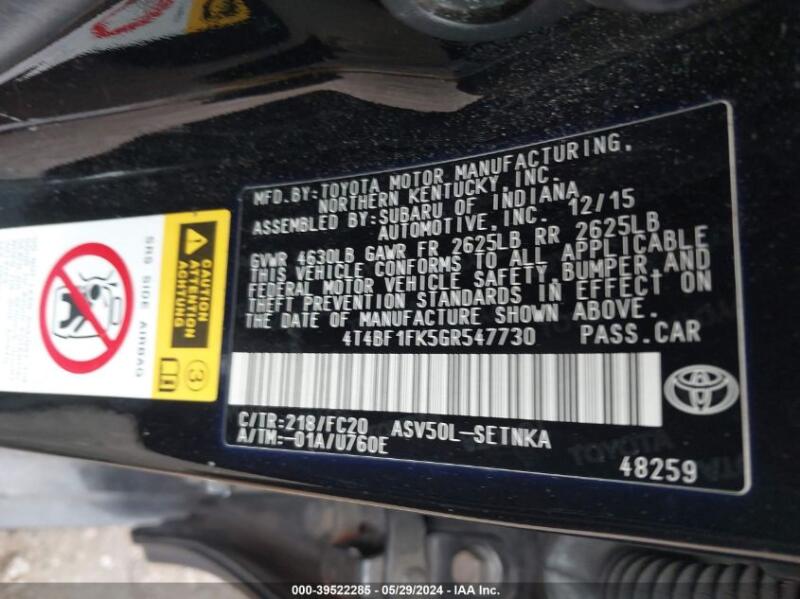 MFD.BY:TOYOTA MOTOR MANUFACTURING,
NORTHERN KENTUCKY, INC.
ASSEMBLED BY:SUBARU OF INDIANA
AUTOMOTIVE, INC. 12/15
GVWR 4630LB GAWR FR 2625LB RR 2625LB
THIS VEHICLE CONFORMS TO ALL APPLICABLE
FEDERAL MOTOR VEHICLE SAFETY, BUMPER, AND
THEFT PREVENTION STANDARDS IN EFFECT ON
THE DATE OF MANUFACTURE SHOWN ABOVE.
4T4BF1FK5GR547730 PASS.CAR
C/TR:218/FC20 ASV50L-SETNKA
A/TM:-01A/U760E
48259
CAUTION
ATTENTION
ACHTUNG
3
SRS SIDE AIRBAG
000-39522285 - 05/29/2024 - IAA Inc.